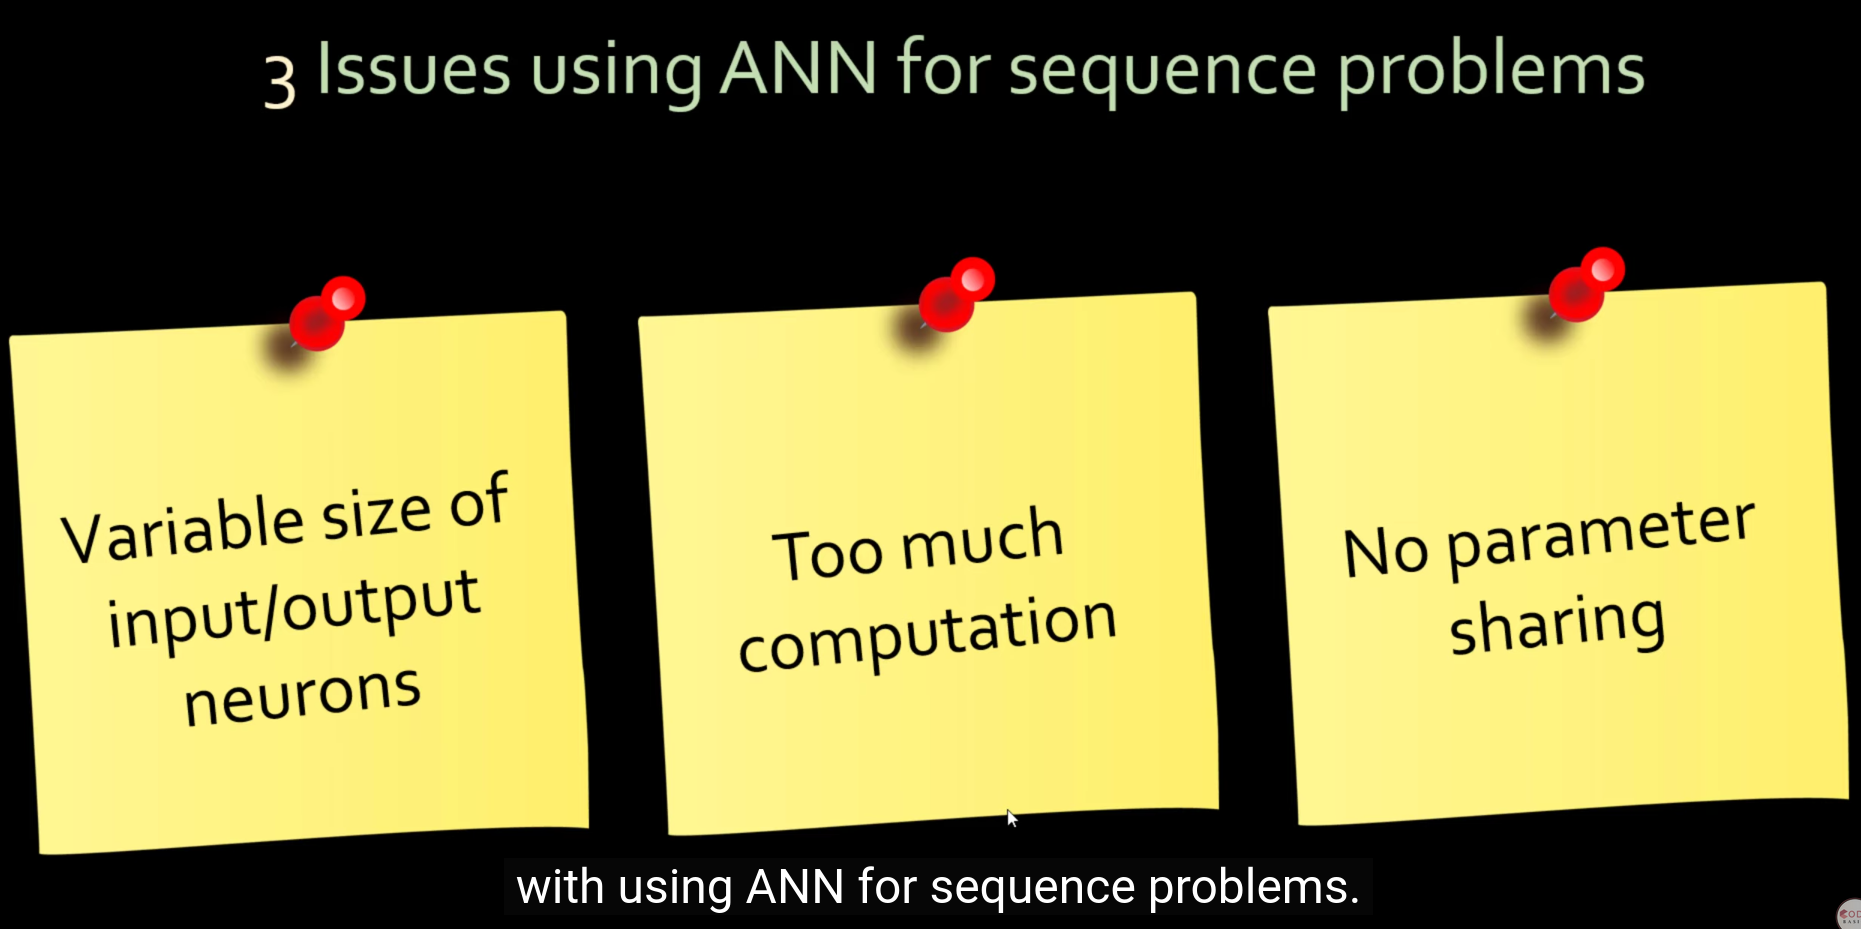 3 Issues using ANN for sequence problems
Variable size of
input/output
neurons
Too much
computation
No parameter
sharing
with using ANN for sequence problems.